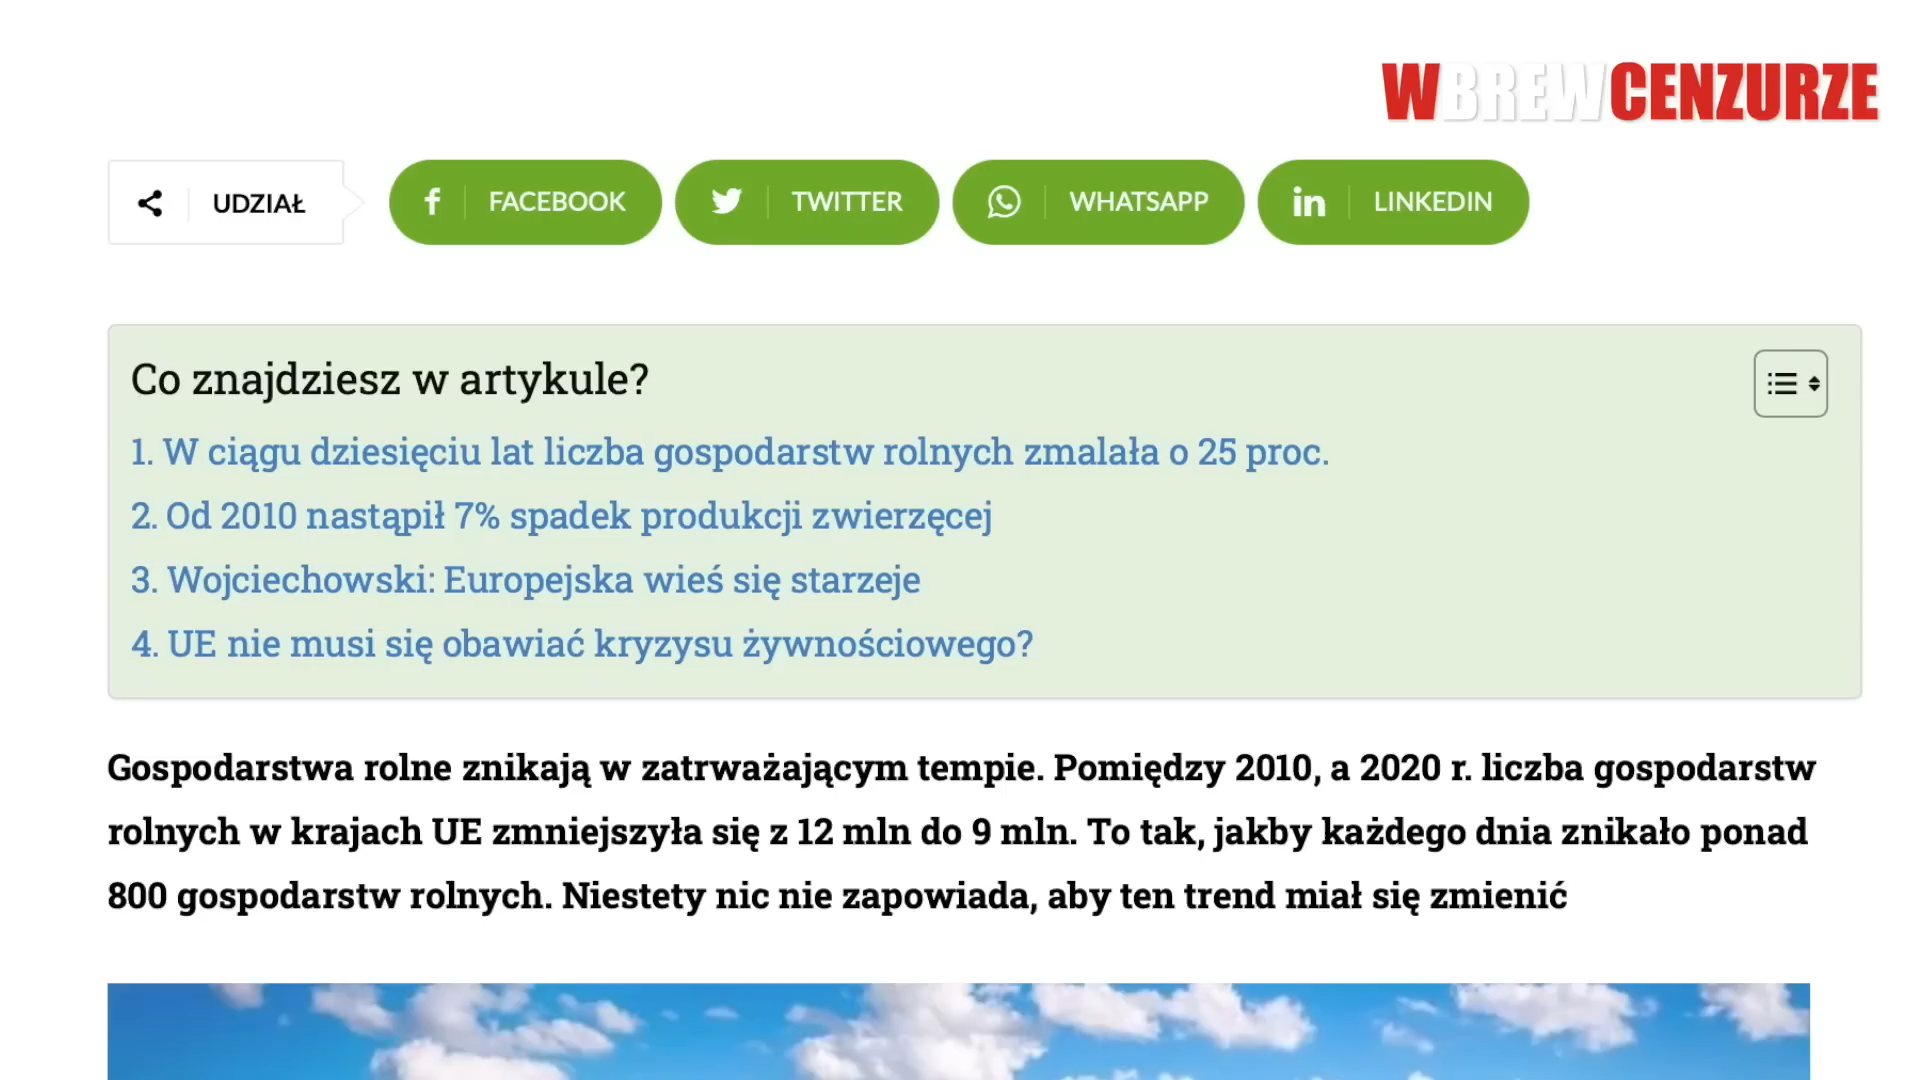 WBREWCENZURZE
UDZIAŁ
FACEBOOK
TWITTER
WHATSAPP
LINKEDIN
Co znajdziesz w artykule?
1. W ciągu dziesięciu lat liczba gospodarstw rolnych zmalała o 25 proc.
2. Od 2010 nastąpił 7% spadek produkcji zwierzęcej
3. Wojciechowski: Europejska wieś się starzeje
4. UE nie musi się obawiać kryzysu żywnościowego?
Gospodarstwa rolne znikają w zatrważającym tempie. Pomiędzy 2010, a 2020 r. liczba gospodarstw
rolnych w krajach UE zmniejszyła się z 12 mln do 9 mln. To tak, jakby każdego dnia znikało ponad
800 gospodarstw rolnych. Niestety nic nie zapowiada, aby ten trend miał się zmienić